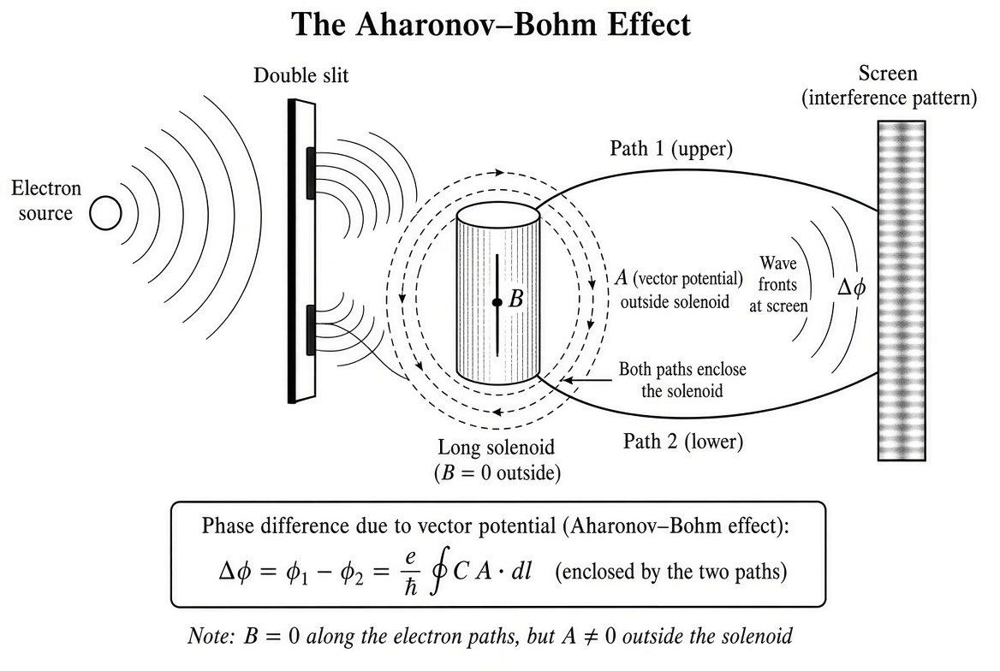 The Aharonov–Bohm Effect
Double slit
Screen
(interference pattern)
Path 1 (upper)
Electron
source
B
A (vector potential)
outside solenoid
Wave
fronts
at screen
Δϕ
Both paths enclose
the solenoid
Path 2 (lower)
Long solenoid
(B = 0 outside)
Phase difference due to vector potential (Aharonov–Bohm effect):
Δϕ = ϕ₁ − ϕ₂ = e/ħ ∮ C A · dl (enclosed by the two paths)
Note: B = 0 along the electron paths, but A ≠ 0 outside the solenoid